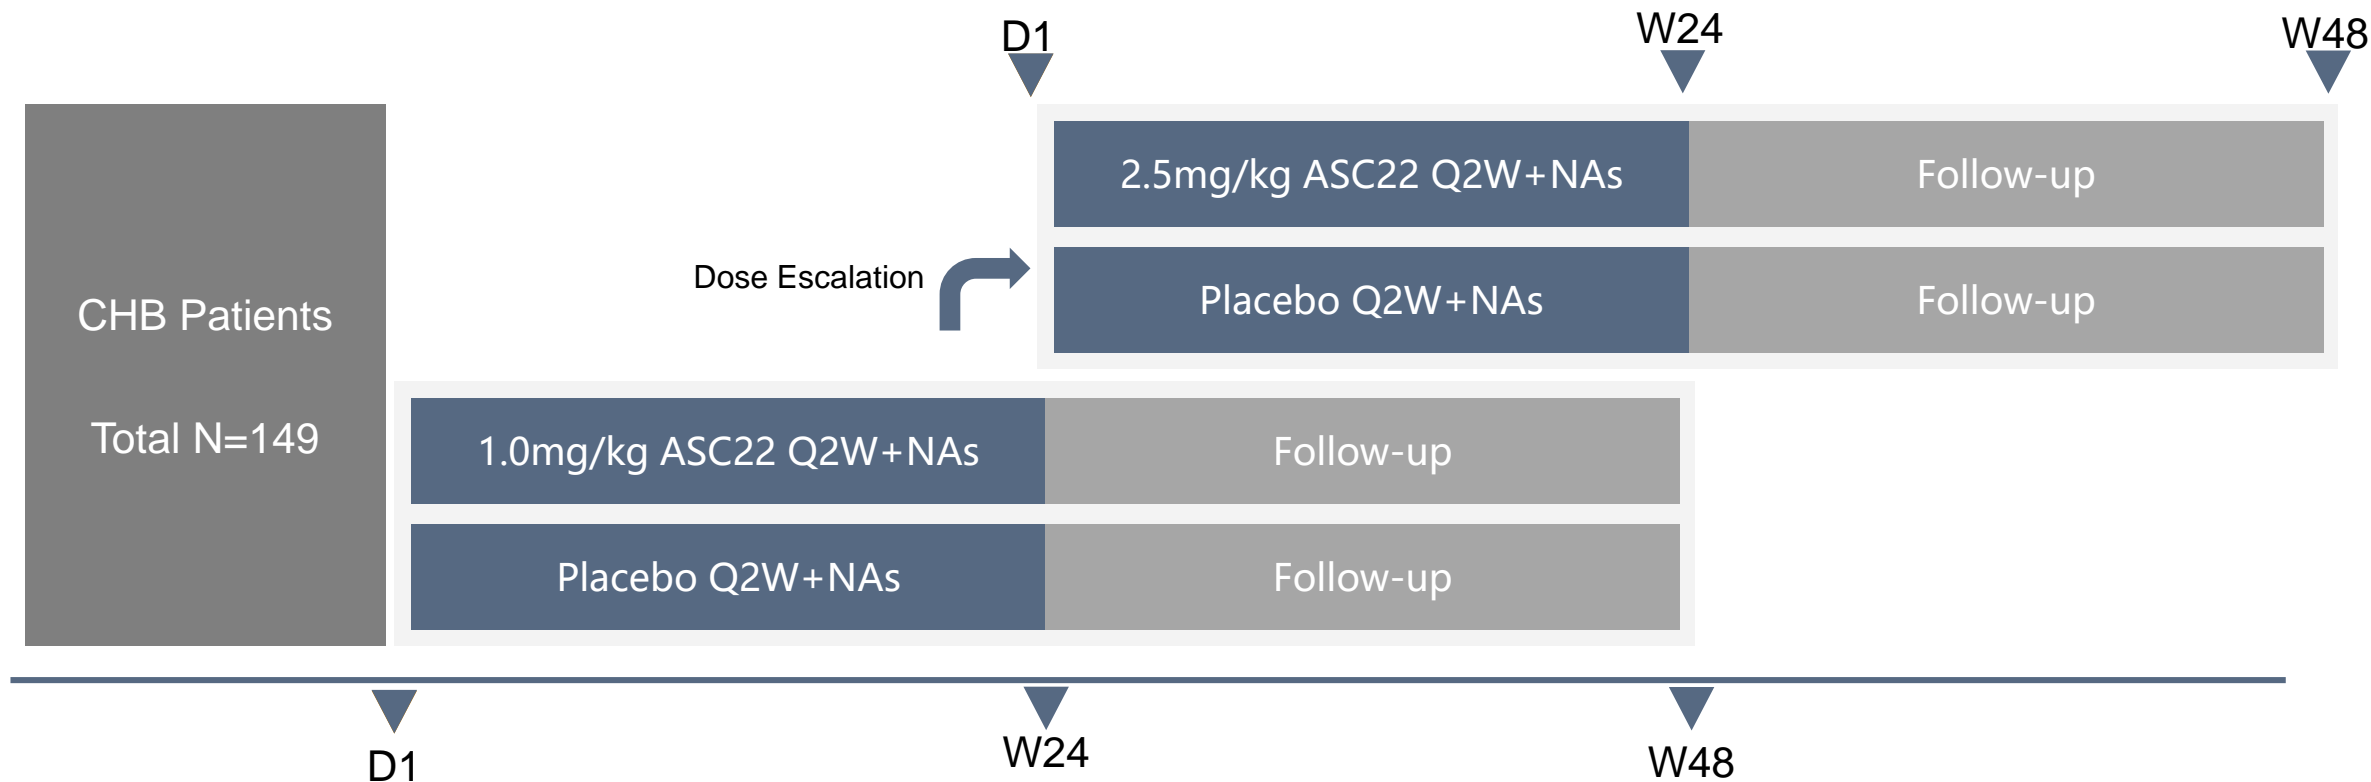 D1
W24
W48
2.5mg/kg ASC22 Q2W+NAs
Follow-up
Dose Escalation
Placebo Q2W+NAs
Follow-up
CHB Patients
Total N=149
1.0mg/kg ASC22 Q2W+NAs
Follow-up
Placebo Q2W+NAs
Follow-up
D1
W24
W48